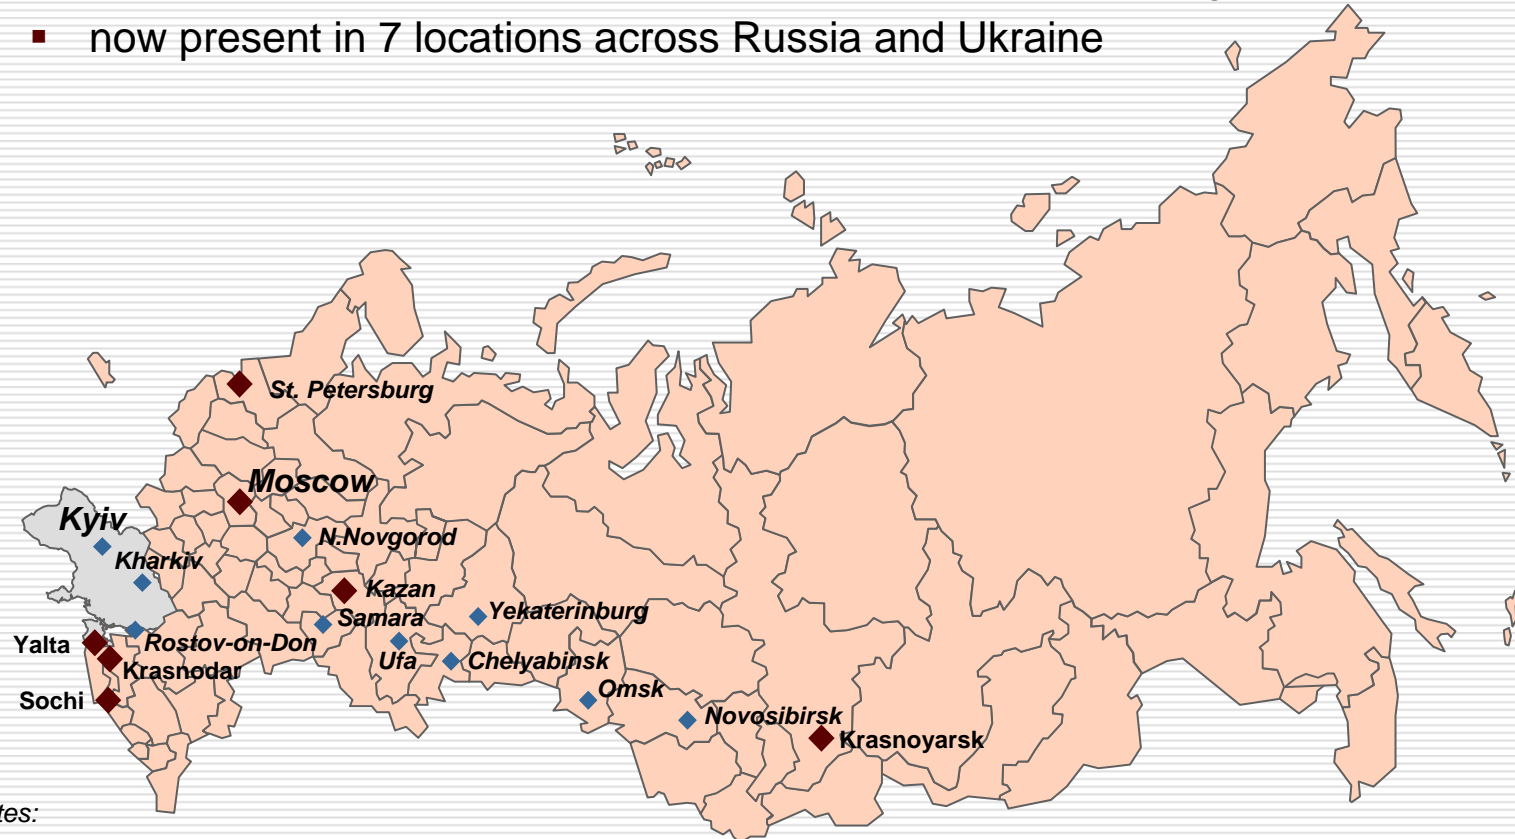 ▪ now present in 7 locations across Russia and Ukraine
St. Petersburg
Moscow
Kyiv
N.Novgorod
Kharkiv
Kazan
Yekaterinburg
Samara
Yalta
Rostov-on-Don
Ufa
Chelyabinsk
Krasnodar
Omsk
Sochi
Novosibirsk
Krasnoyarsk
tes: